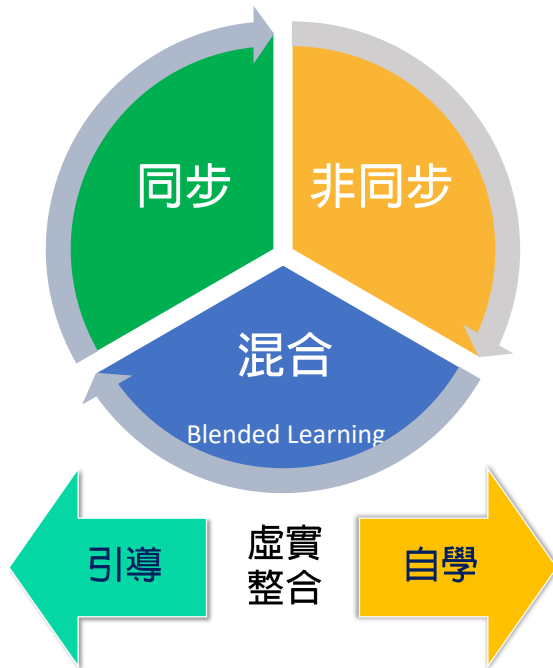 同步
非同步
混合
Blended Learning
引導
虛實
整合
自學